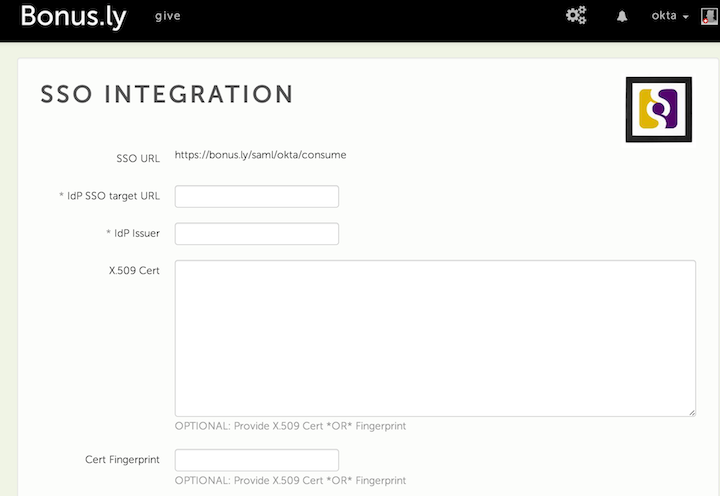 Bonus.ly give okta
SSO INTEGRATION
SSO URL https://bonus.ly/saml/okta/consume
* IdP SSO target URL
* IdP Issuer
X.509 Cert
OPTIONAL: Provide X.509 Cert *OR* Fingerprint
Cert Fingerprint
OPTIONAL: Provide X.509 Cert *OR* Fingerprint